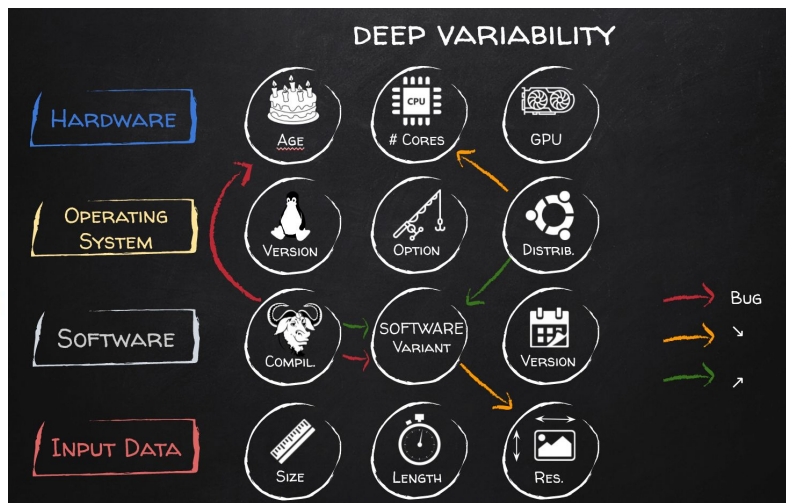 DEEP VARIABILITY
HARDWARE
AGE
CPU
# CORES
GPU
OPERATING
SYSTEM
VERSION
OPTION
DISTRIB.
SOFTWARE
COMPIL.
SOFTWARE
VARIANT
VERSION
BUG
↘
↗
INPUT DATA
SIZE
LENGTH
RES.